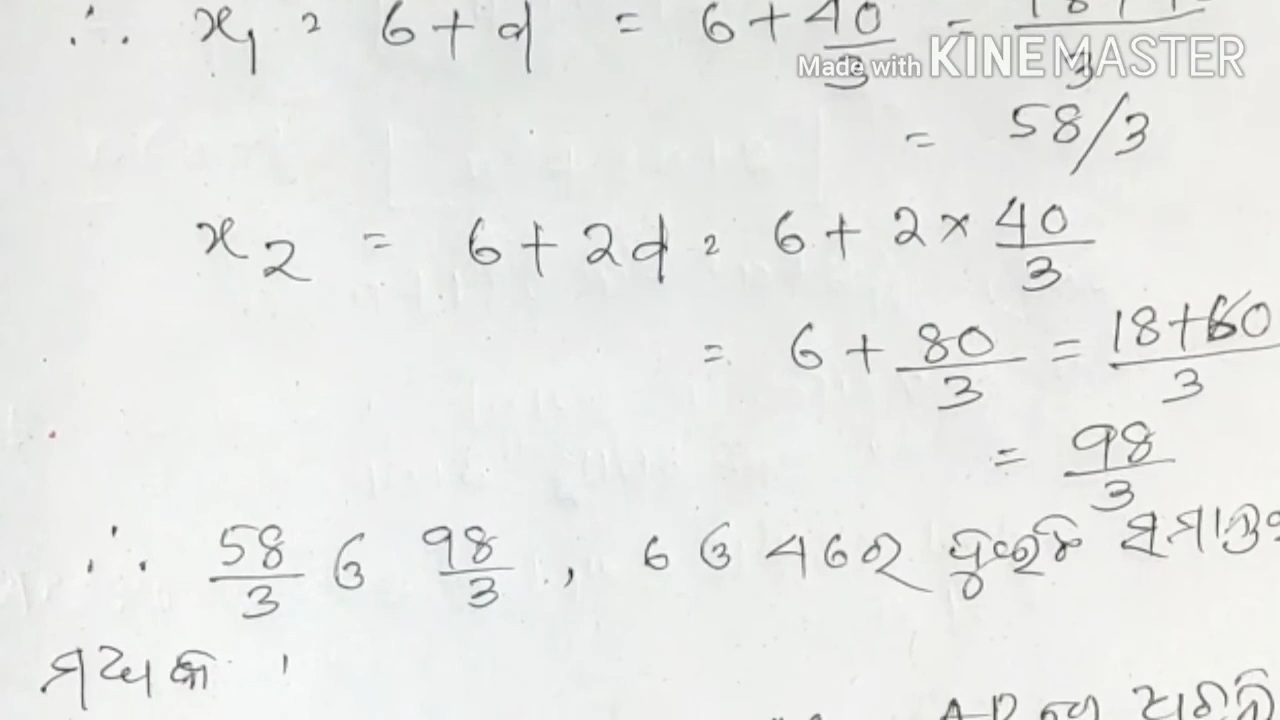 ∴ x₁ = 6 + d = 6 + 40/3 =
Made with KINEMASTER
= 58/3
x₂ = 6 + 2d = 6 + 2 × 40/3
= 6 + 80/3 = 18+80/3
= 98/3
∴ 58/3 ଓ 98/3, 6 ଓ 46ର ଦୁଇଟି ସମାନ୍ତର
ମଧ୍ୟକ ।